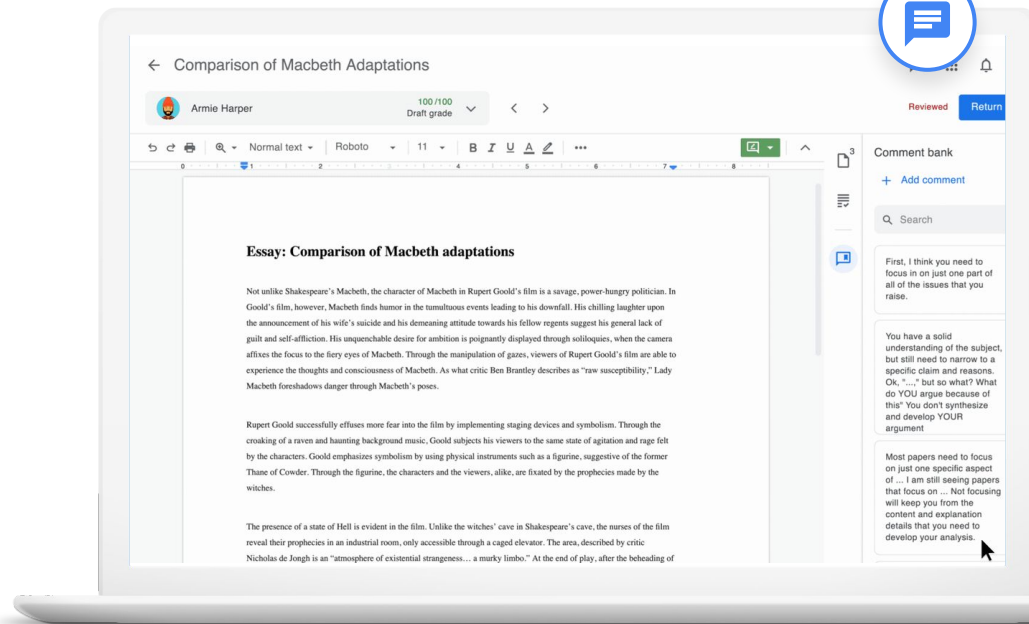 Comparison of Macbeth Adaptations
Armie Harper
100/100
Draft grade
Reviewed
Return
Normal text
Roboto
11
B I U A
0 1 2 4 5 6 7 8
3
Comment bank
+ Add comment
Search
Essay: Comparison of Macbeth adaptations
Not unlike Shakespeare's Macbeth, the character of Macbeth in Rupert Goold's film is a savage, power-hungry politician. In
Goold's film, however, Macbeth finds humor in the tumultuous events leading to his downfall. His chilling laughter upon
the announcement of his wife's suicide and his demeaning attitude towards his fellow regents suggest his general lack of
guilt and self-affliction. His unquenchable desire for ambition is poignantly displayed through soliloquies, when the camera
affixes the focus to the fiery eyes of Macbeth. Through the manipulation of gazes, viewers of Rupert Goold's film are able to
experience the thoughts and consciousness of Macbeth. As what critic Ben Brantley describes as "raw susceptibility," Lady
Macbeth foreshadows danger through Macbeth's poses.
Rupert Goold successfully effuses more fear into the film by implementing staging devices and symbolism. Through the
croaking of a raven and haunting background music, Goold subjects his viewers to the same state of agitation and rage felt
by the characters. Goold emphasizes symbolism by using physical instruments such as a figurine, suggestive of the former
Thane of Cowder. Through the figurine, the characters and the viewers, alike, are fixated by the prophecies made by the
witches.
The presence of a state of Hell is evident in the film. Unlike the witches' cave in Shakespeare's cave, the nurses of the film
reveal their prophecies in an industrial room, only accessible through a caged elevator. The area, described by critic
Nicholas de Jongh is an "atmosphere of existential strangeness… a murky limbo." At the end of play, after the beheading of
First, I think you need to
focus in on just one part of
all of the issues that you
raise.
You have a solid
understanding of the subject,
but still need to narrow to a
specific claim and reasons.
Ok, "...," but so what? What
do YOU argue because of
this" You don't synthesize
and develop YOUR
argument
Most papers need to focus
on just one specific aspect
of ... I am still seeing papers
that focus on ... Not focusing
will keep you from the
content and explanation
details that you need to
develop your analysis.